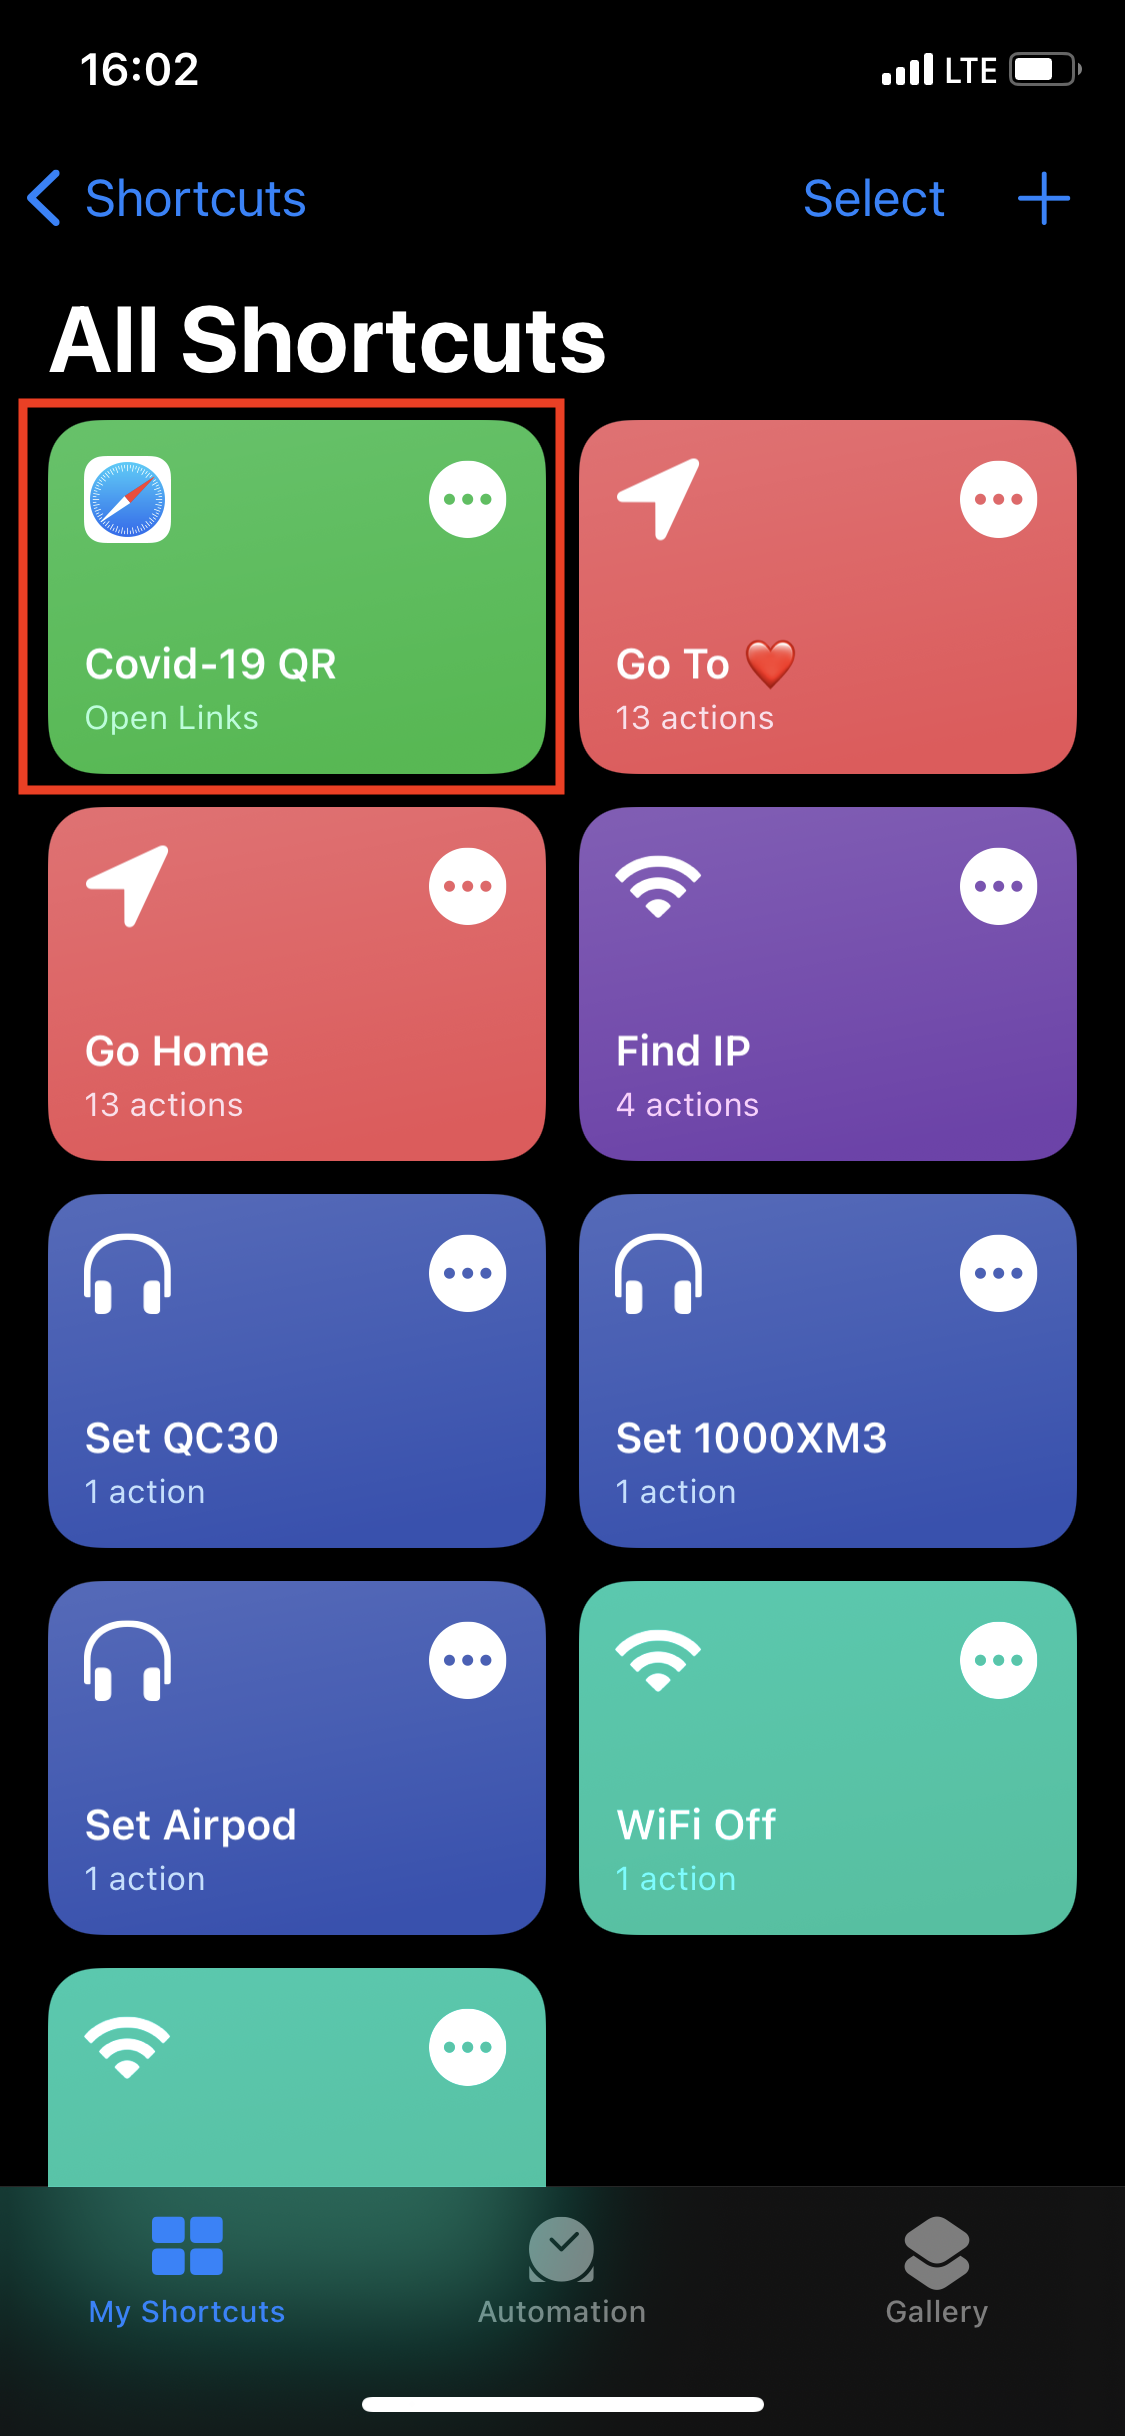 16:02
LTE
Shortcuts
Select
All Shortcuts
Covid-19 QR
Open Links
Go To ❤️
13 actions
Go Home
13 actions
Find IP
4 actions
Set QC30
1 action
Set 1000XM3
1 action
Set Airpod
1 action
WiFi Off
1 action
My Shortcuts
Automation
Gallery